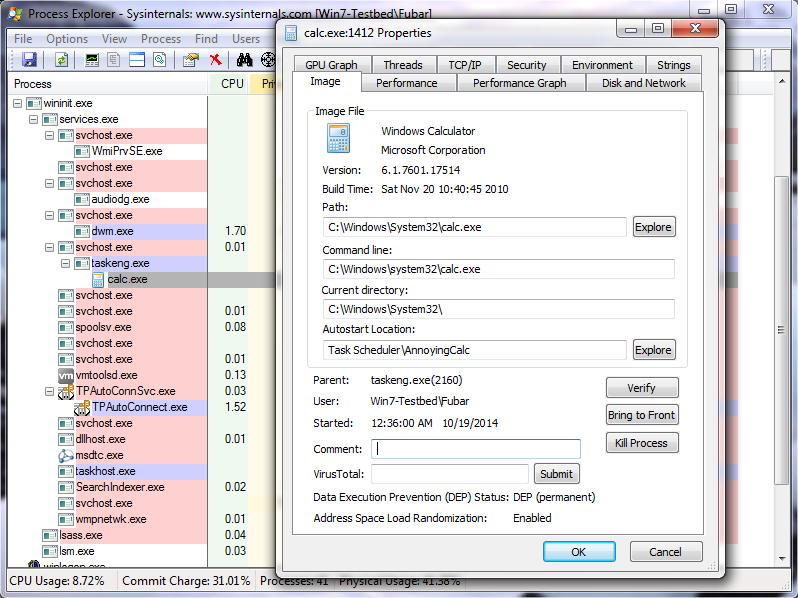 Process Explorer - Sysinternals: www.sysinternals.com [Win7-Testbed\Fubar]
File Options View Process Find Users
Process CPU Pri
wininit.exe
services.exe
svchost.exe
WmiPrvSE.exe
svchost.exe
svchost.exe
audiodg.exe
svchost.exe
dwm.exe 1.70
svchost.exe 0.01
taskeng.exe
calc.exe
svchost.exe
svchost.exe 0.01
spoolsv.exe 0.08
svchost.exe
svchost.exe 0.01
vmtoolsd.exe 0.13
TPAutoConnSvc.exe 0.03
TPAutoConnect.exe 1.52
svchost.exe
dllhost.exe 0.01
msdtc.exe
taskhost.exe
SearchIndexer.exe 0.02
svchost.exe
wmpnetwk.exe 0.01
lsass.exe 0.04
lsm.exe 0.03
winlogon.exe
CPU Usage: 8.72% Commit Charge: 31.01% Processes: 41 Physical Usage: 41.38%
calc.exe:1412 Properties
GPU Graph Threads TCP/IP Security Environment Strings
Image Performance Performance Graph Disk and Network
Image File
Windows Calculator
Microsoft Corporation
Version: 6.1.7601.17514
Build Time: Sat Nov 20 10:40:45 2010
Path:
C:\Windows\System32\calc.exe Explore
Command line:
C:\Windows\system32\calc.exe
Current directory:
C:\Windows\System32\
Autostart Location:
Task Scheduler\AnnoyingCalc Explore
Parent: taskeng.exe(2160) Verify
User: Win7-Testbed\Fubar
Bring to Front
Started: 12:36:00 AM 10/19/2014
Kill Process
Comment:
VirusTotal: Submit
Data Execution Prevention (DEP) Status: DEP (permanent)
Address Space Load Randomization: Enabled
OK Cancel